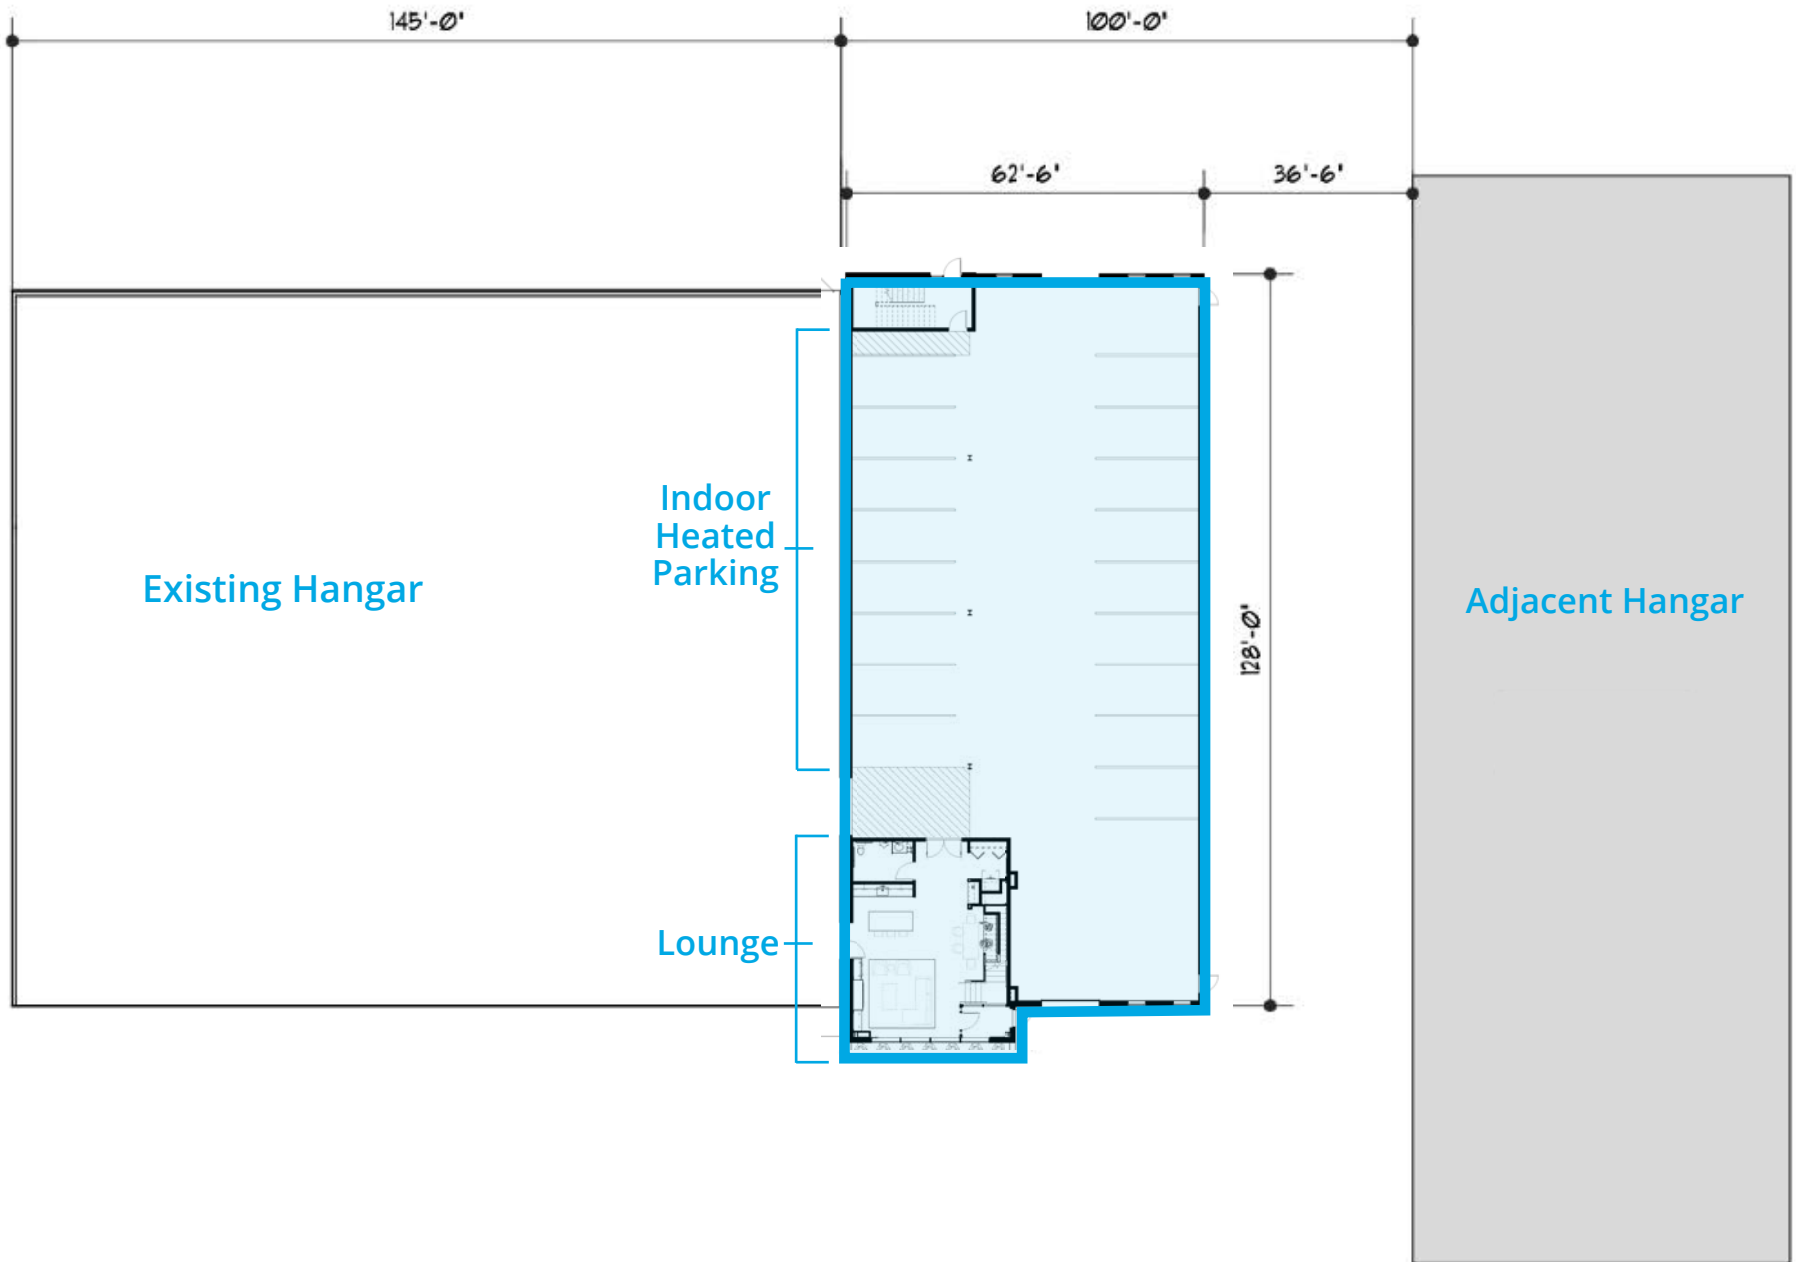 145'-0"
100'-0"
62'-6"
36'-6"
Indoor
Heated
Parking
Existing Hangar
Adjacent Hangar
128'-0"
Lounge